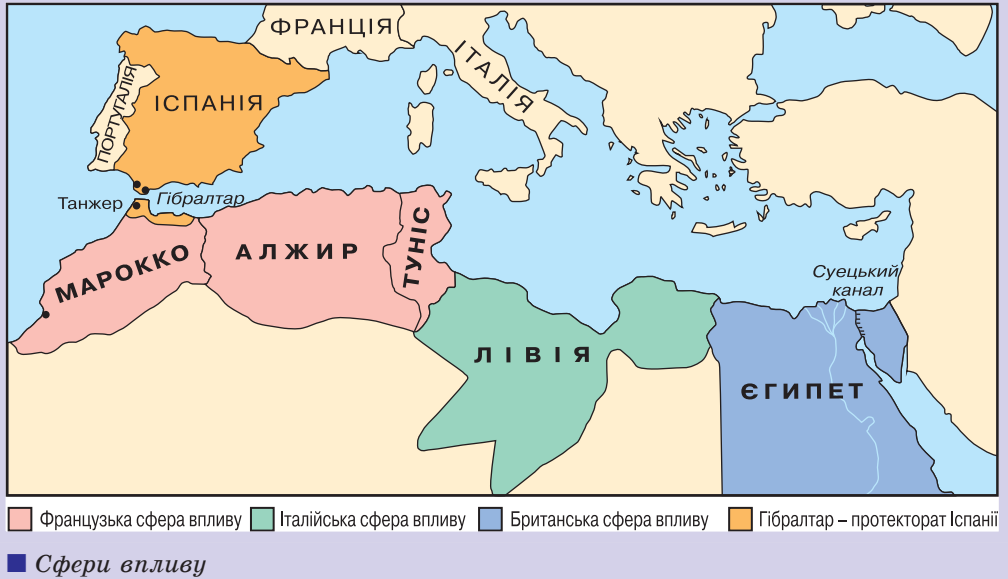 ФРАНЦІЯ
ІТАЛІЯ
ПОРТУГАЛІЯ
ІСПАНІЯ
Танжер
Гібралтар
МАРОККО
АЛЖИР
ТУНІС
Суецький
канал
ЛІВІЯ
ЄГИПЕТ
Французька сфера впливу
Італійська сфера впливу
Британська сфера впливу
Гібралтар – протекторат Іспанії
Сфери впливу